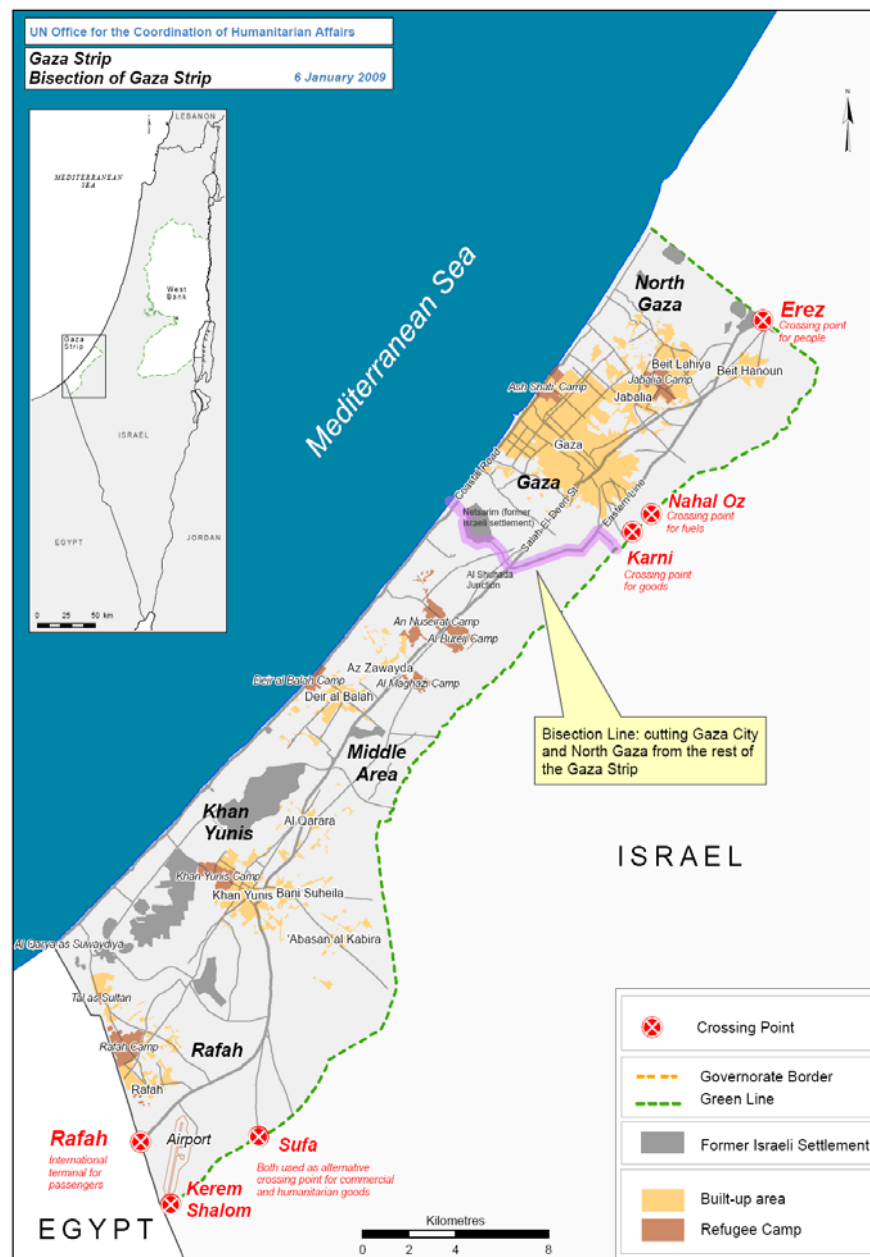 UN Office for the Coordination of Humanitarian Affairs
Gaza Strip
Bisection of Gaza Strip
6 January 2009
LEBANON
MEDITERRANEAN
SEA
West
Bank
Gaza
Strip
ISRAEL
EGYPT
JORDAN
0 25 50 km
N
Mediterranean Sea
North
Gaza
Erez
Crossing point
for people
Beit Lahiya
Beit Hanoun
Ash Shati' Camp
Jabalia Camp
Jabalia
Gaza
Coastal Road
Gaza
Salah El-Deen St
Eastern Line
Nahal Oz
Crossing point
for fuels
Netsarim (former
Israeli settlement)
Karni
Crossing point
for goods
Al Shuhada
Junction
An Nuseirat Camp
Al Bureij Camp
Az Zawayda
Deir al Balah Camp
Al Maghazi Camp
Deir al Balah
Bisection Line: cutting Gaza City
and North Gaza from the rest of
the Gaza Strip
Middle
Area
Khan
Yunis
Al Qarara
ISRAEL
Khan Yunis Camp
Khan Yunis
Bani Suheila
'Abasan al Kabira
Al Qarya as Suwaydiya
Tal as Sultan
Rafah Camp
Rafah
Rafah
Rafah
International
terminal for
passengers
Airport
Sufa
Both used as alternative
crossing point for commercial
and humanitarian goods
Kerem
Shalom
EGYPT
Kilometres
0 2 4 8
Crossing Point
Governorate Border
Green Line
Former Israeli Settlement
Built-up area
Refugee Camp